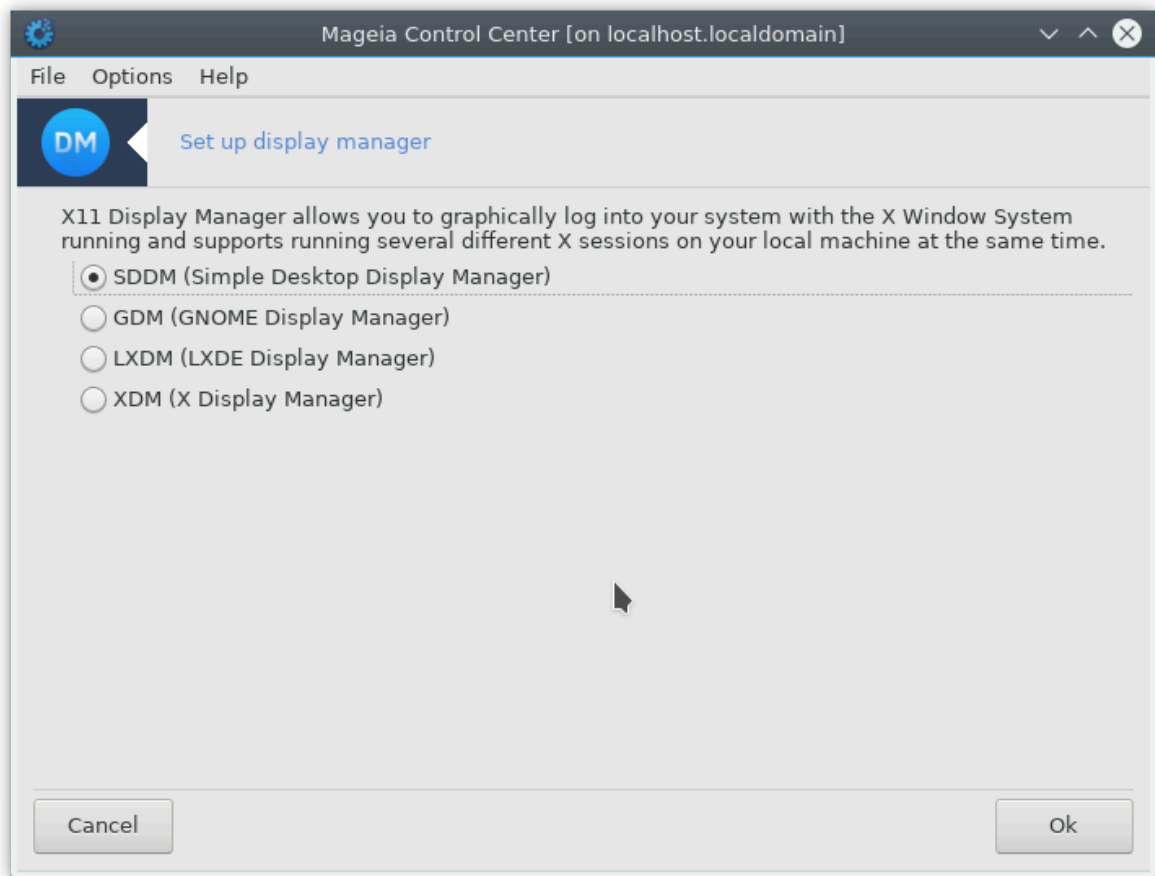 Mageia Control Center [on localhost.localdomain]
File Options Help
DM
Set up display manager
X11 Display Manager allows you to graphically log into your system with the X Window System
running and supports running several different X sessions on your local machine at the same time.
SDDM (Simple Desktop Display Manager)
GDM (GNOME Display Manager)
LXDM (LXDE Display Manager)
XDM (X Display Manager)
Cancel Ok